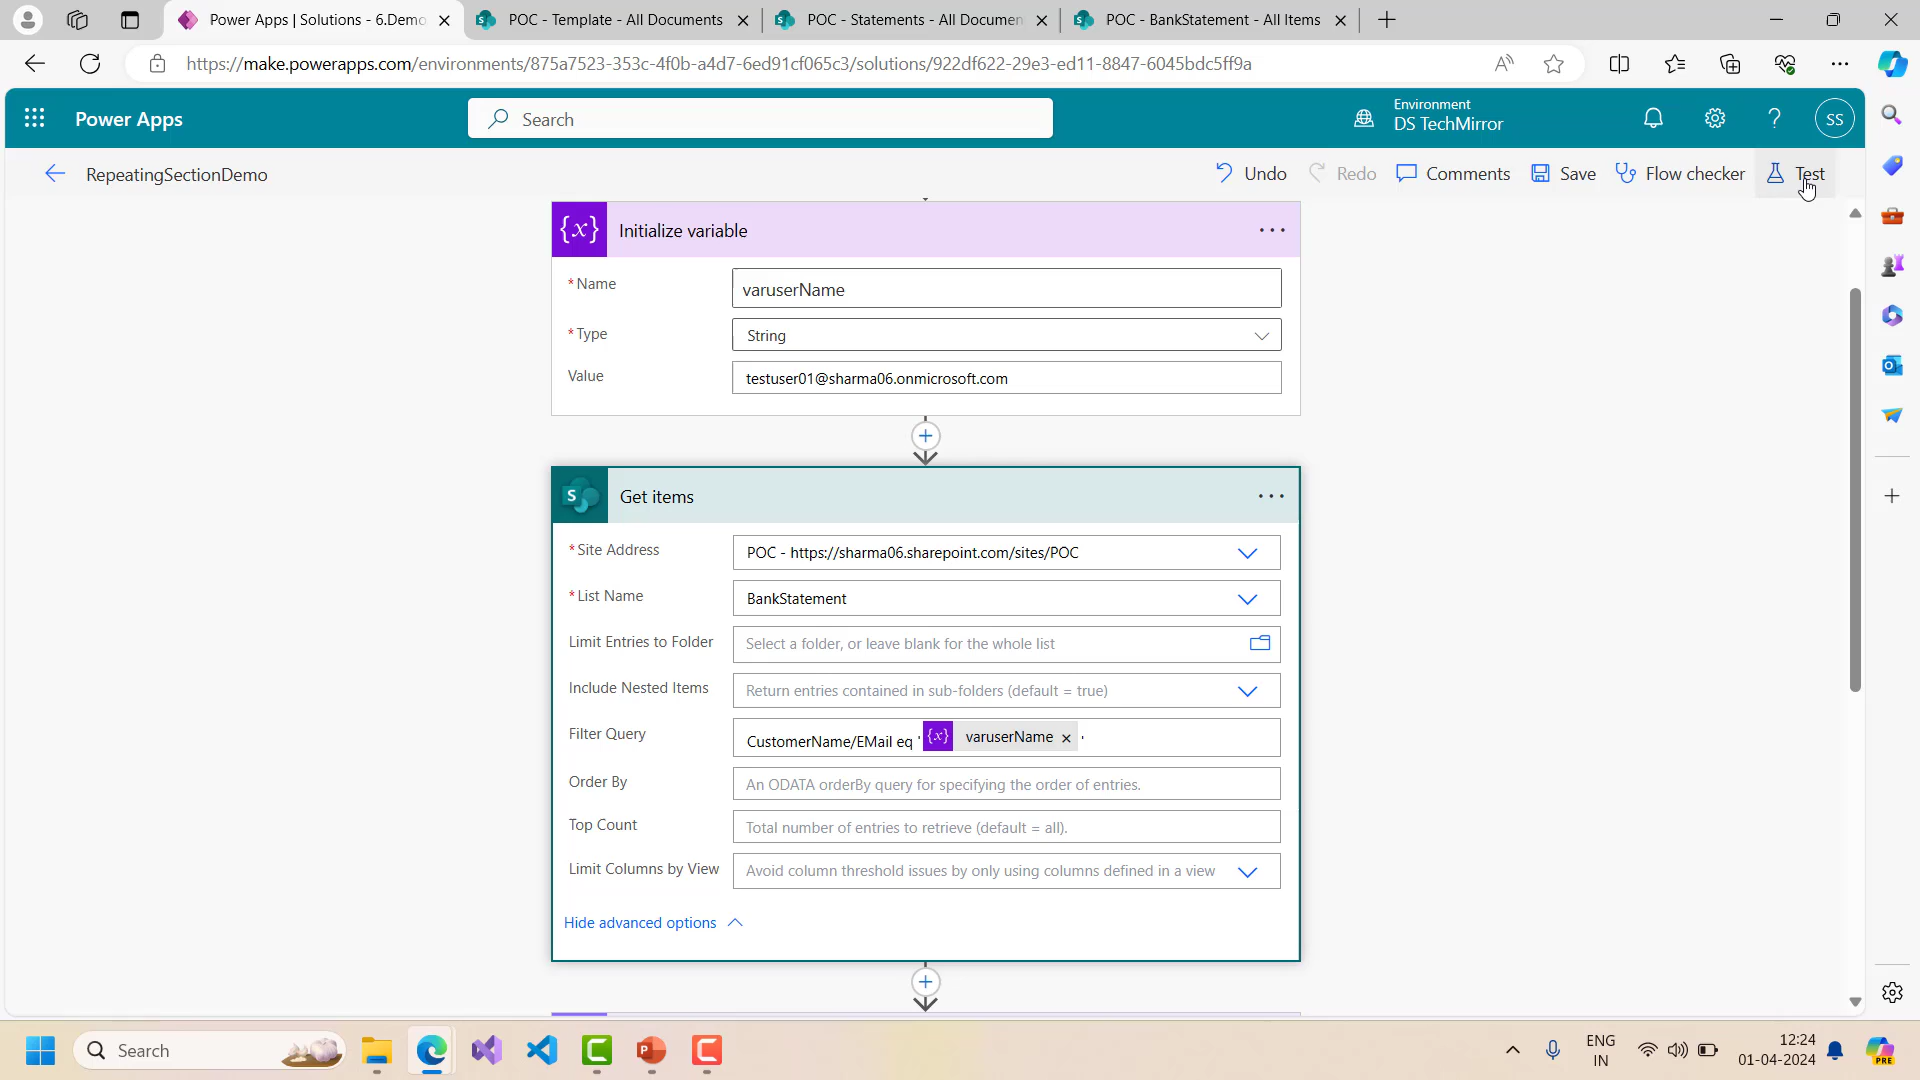 Power Apps | Solutions - 6.Demo
POC - Template - All Documents
POC - Statements - All Documen
POC - BankStatement - All Items
https://make.powerapps.com/environments/875a7523-353c-4f0b-a4d7-6ed91cf065c3/solutions/922df622-29e3-ed11-8847-6045bdc5ff9a
Power Apps
Search
Environment
DS TechMirror
SS
RepeatingSectionDemo
Undo
Redo
Comments
Save
Flow checker
Test
{x} Initialize variable
* Name
varuserName
* Type
String
Value
testuser01@sharma06.onmicrosoft.com
S Get items
* Site Address
POC - https://sharma06.sharepoint.com/sites/POC
* List Name
BankStatement
Limit Entries to Folder
Select a folder, or leave blank for the whole list
Include Nested Items
Return entries contained in sub-folders (default = true)
Filter Query
CustomerName/EMail eq ' {x} varuserName × '
Order By
An ODATA orderBy query for specifying the order of entries.
Top Count
Total number of entries to retrieve (default = all).
Limit Columns by View
Avoid column threshold issues by only using columns defined in a view
Hide advanced options
Search
ENG
IN
12:24
01-04-2024
PRE